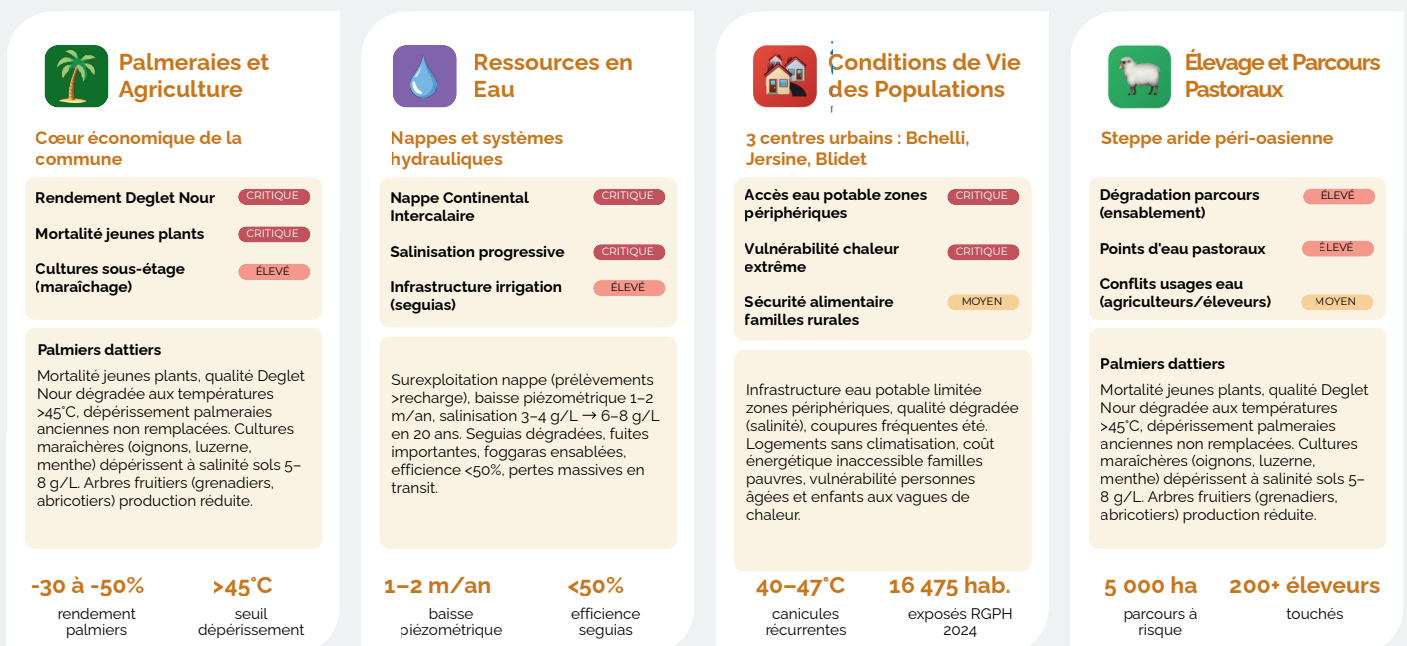 Palmeraies et
Agriculture
Cœur économique de la
commune
Rendement Deglet Nour CRITIQUE
Mortalité jeunes plants CRITIQUE
Cultures sous-étage
(maraîchage) ÉLEVÉ
Palmiers dattiers
Mortalité jeunes plants, qualité Deglet
Nour dégradée aux températures
>45°C, dépérissement palmeraies
anciennes non remplacées. Cultures
maraîchères (oignons, luzerne,
menthe) dépérissent à salinité sols 5–
8 g/L. Arbres fruitiers (grenadiers,
abricotiers) production réduite.
-30 à -50%
rendement
palmiers
>45°C
seuil
dépérissement
Ressources en
Eau
Nappes et systèmes
hydrauliques
Nappe Continental
Intercalaire CRITIQUE
Salinisation progressive CRITIQUE
Infrastructure irrigation
(seguias) ÉLEVÉ
Surexploitation nappe (prélèvements
>recharge), baisse piézométrique 1–2
m/an, salinisation 3–4 g/L → 6–8 g/L
en 20 ans. Seguias dégradées, fuites
importantes, foggaras ensablées,
efficience <50%, pertes massives en
transit.
1–2 m/an
baisse
piézométrique
<50%
efficience
seguias
Conditions de Vie
des Populations
3 centres urbains : Bchelli,
Jersine, Blidet
Accès eau potable zones
périphériques CRITIQUE
Vulnérabilité chaleur
extrême CRITIQUE
Sécurité alimentaire
familles rurales MOYEN
Infrastructure eau potable limitée
zones périphériques, qualité dégradée
(salinité), coupures fréquentes été.
Logements sans climatisation, coût
énergétique inaccessible familles
pauvres, vulnérabilité personnes
âgées et enfants aux vagues de
chaleur.
40–47°C
canicules
récurrentes
16 475 hab.
exposés RGPH
2024
Élevage et Parcours
Pastoraux
Steppe aride péri-oasienne
Dégradation parcours
(ensablement) ÉLEVÉ
Points d'eau pastoraux ÉLEVÉ
Conflits usages eau
(agriculteurs/éleveurs) MOYEN
Palmiers dattiers
Mortalité jeunes plants, qualité Deglet
Nour dégradée aux températures
>45°C, dépérissement palmeraies
anciennes non remplacées. Cultures
maraîchères (oignons, luzerne,
menthe) dépérissent à salinité sols 5–
8 g/L. Arbres fruitiers (grenadiers,
abricotiers) production réduite.
5 000 ha
parcours à
risque
200+ éleveurs
touchés